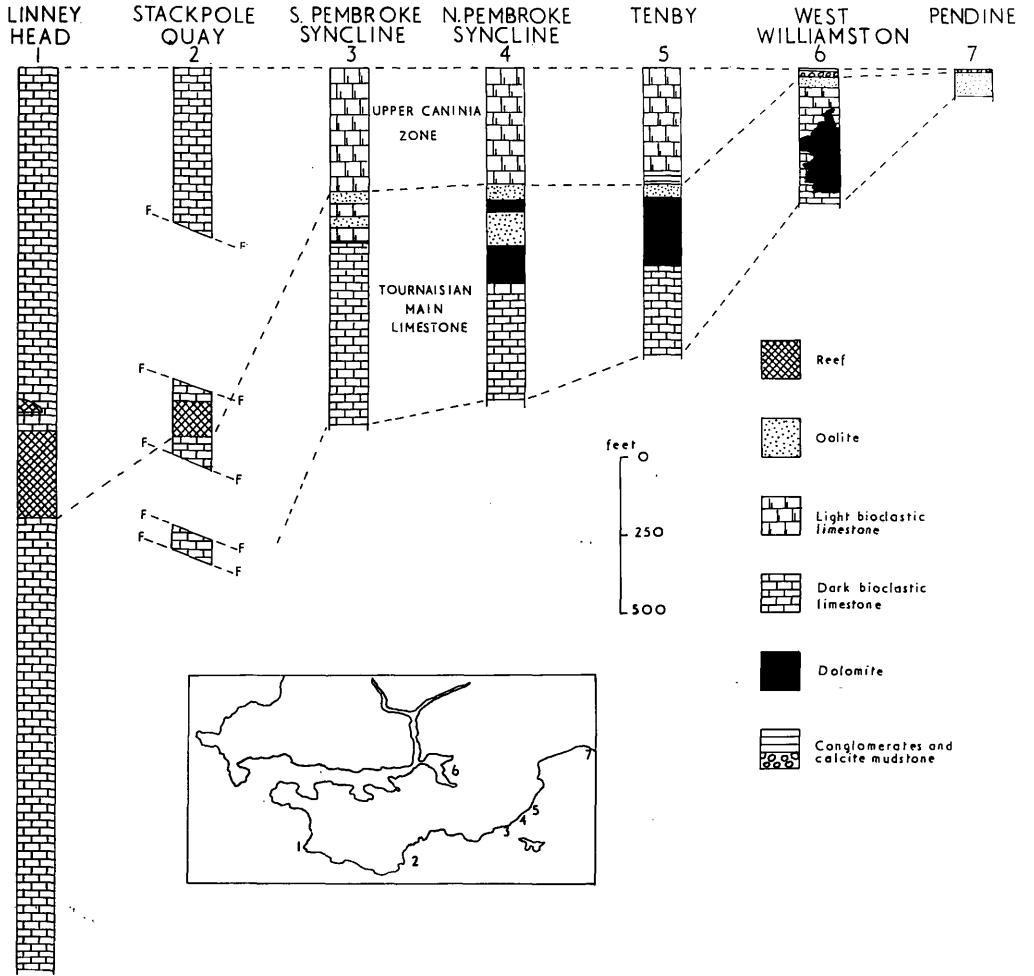 LINNEY HEAD
1
STACKPOLE QUAY
2
S. PEMBROKE SYNCLINE
3
N. PEMBROKE SYNCLINE
4
TENBY
5
WEST WILLIAMSTON
6
PENDINE
7
UPPER CANINIA
ZONE
F
F
TOURNAISIAN
MAIN
LIMESTONE
F
F
F
F
F
F
F
F
feet
0
250
500
Reef
Oolite
Light bioclastic
limestone
Dark bioclastic
limestone
Dolomite
Conglomerates and
calcite mudstone
1
2
3
4
5
6
7